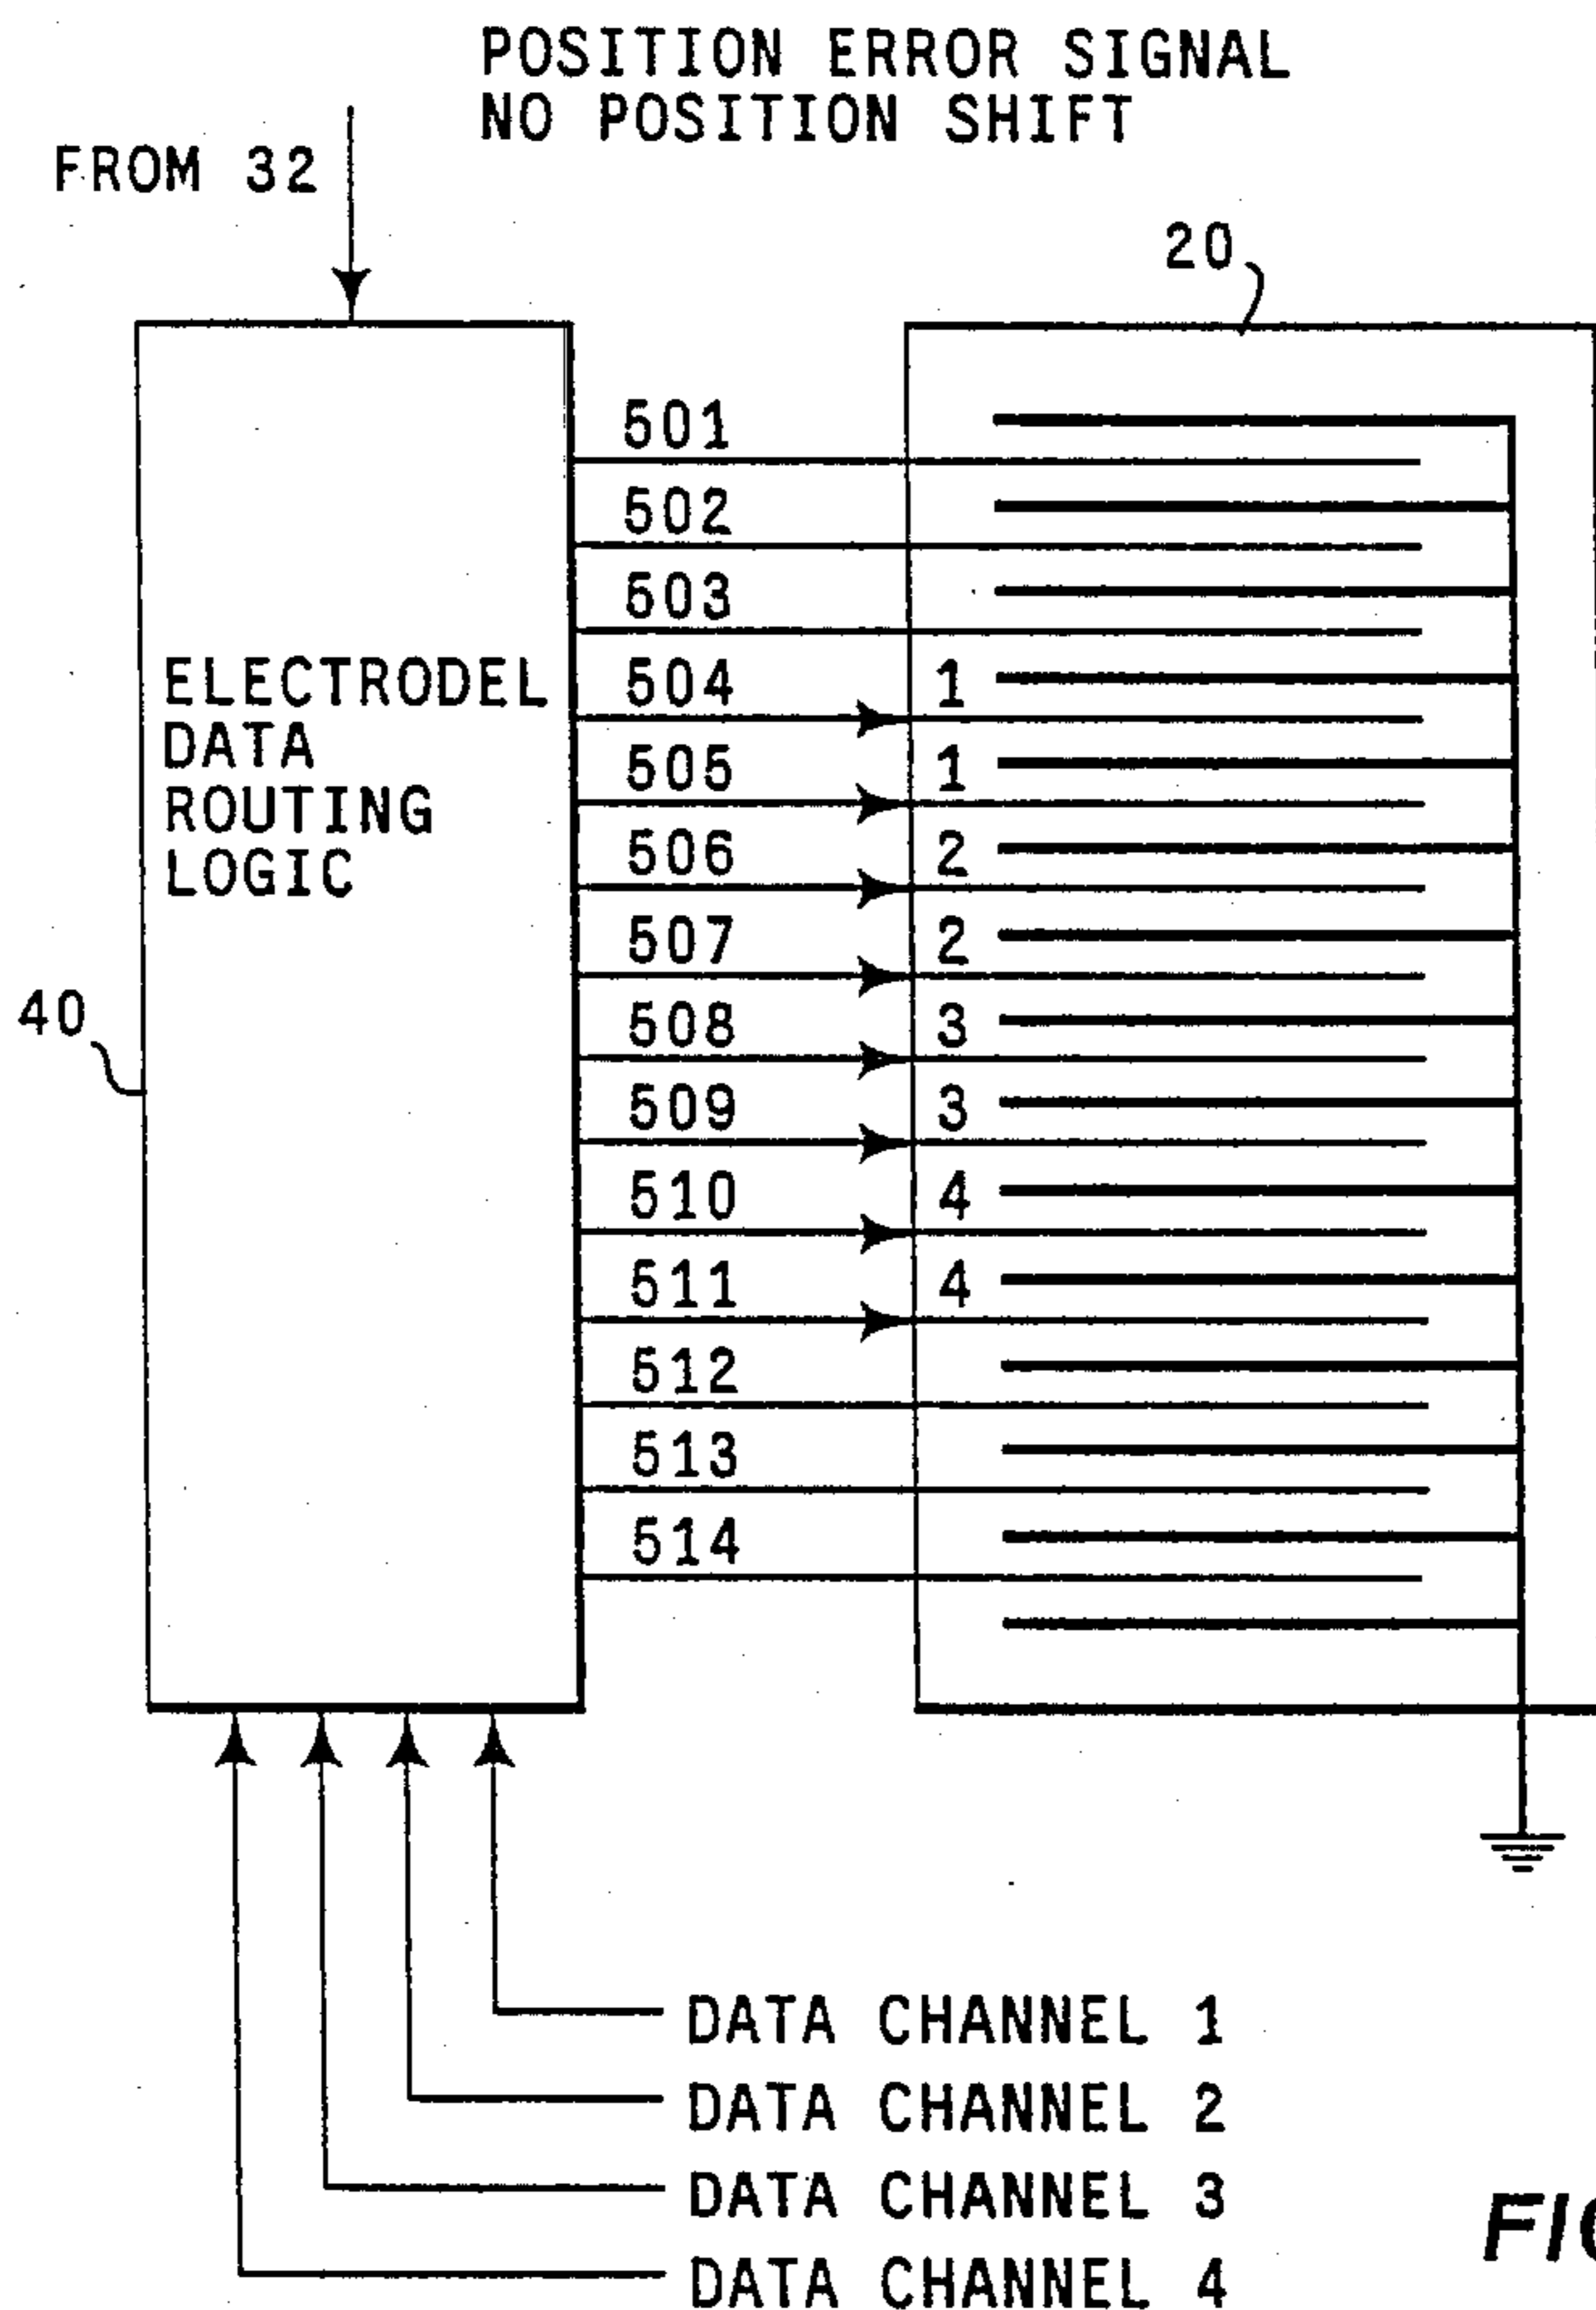 POSITION ERROR SIGNAL
NO POSITION SHIFT
FROM 32
20
501
502
503
ELECTRODEL
DATA
ROUTING
LOGIC
504 1
505 1
506 2
507 2
40
508 3
509 3
510 4
511 4
512
513
514
DATA CHANNEL 1
DATA CHANNEL 2
DATA CHANNEL 3
DATA CHANNEL 4